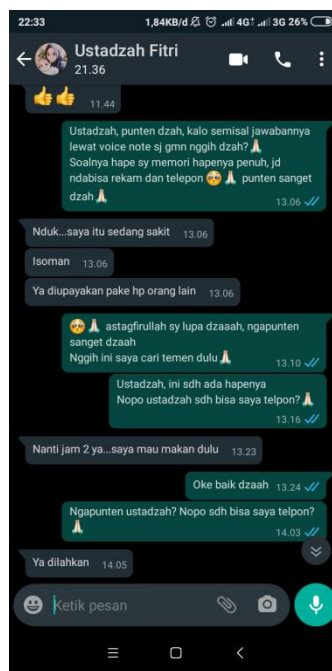 22:33
1,84KB/d 4G 3G 26%
Ustadzah Fitri
21.36
11.44
Ustadzah, punten dzah, kalo semisal jawabannya
lewat voice note sj gmn nggih dzah?
Soalnya hape sy memori hapenya penuh, jd
ndabisa rekam dan telepon punten sanget
dzah
13.06
Nduk...saya itu sedang sakit 13.06
Isoman 13.06
Ya diupayakan pake hp orang lain 13.06
astagfirullah sy lupa dzaaah, ngapunten
sanget dzaah
Nggih ini saya cari temen dulu 13.10
Ustadzah, ini sdh ada hapenya
Nopo ustadzah sdh bisa saya telpon?
13.16
Nanti jam 2 ya...saya mau makan dulu 13.23
Oke baik dzaah 13.24
Ngapunten ustadzah? Nopo sdh bisa saya telpon?
14.03
Ya dilahkan 14.05
Ketik pesan